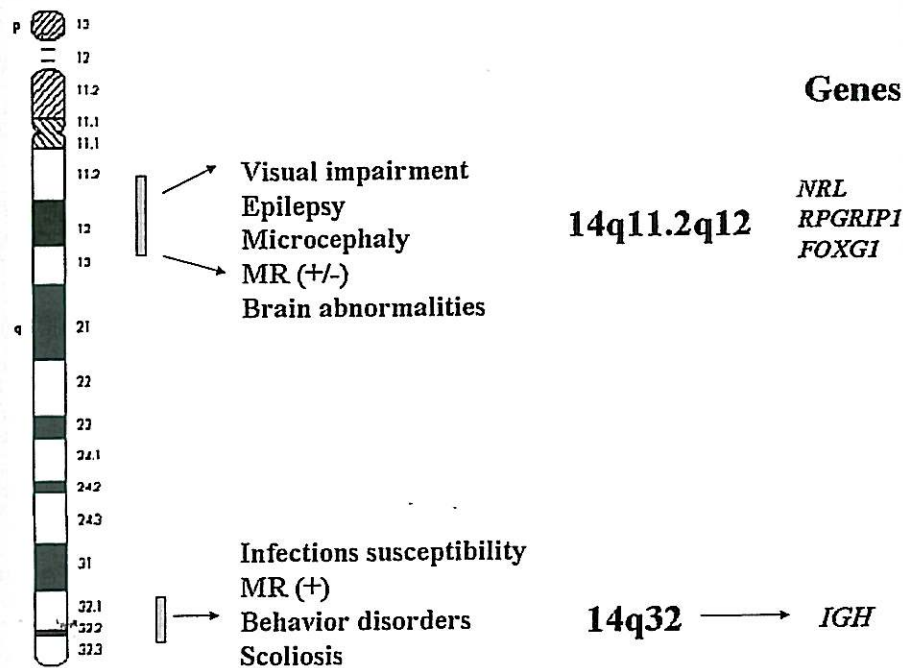 p
13
12
11.2
11.1
11.1
11.2
12
13
q
21
22
23
24.1
24.2
24.3
31
32.1
32.2
32.3
Genes
Visual impairment
Epilepsy
Microcephaly
MR (+/-)
Brain abnormalities
14q11.2q12
NRL
RPGRIP1
FOXG1
Infections susceptibility
MR (+)
Behavior disorders
Scoliosis
14q32
IGH